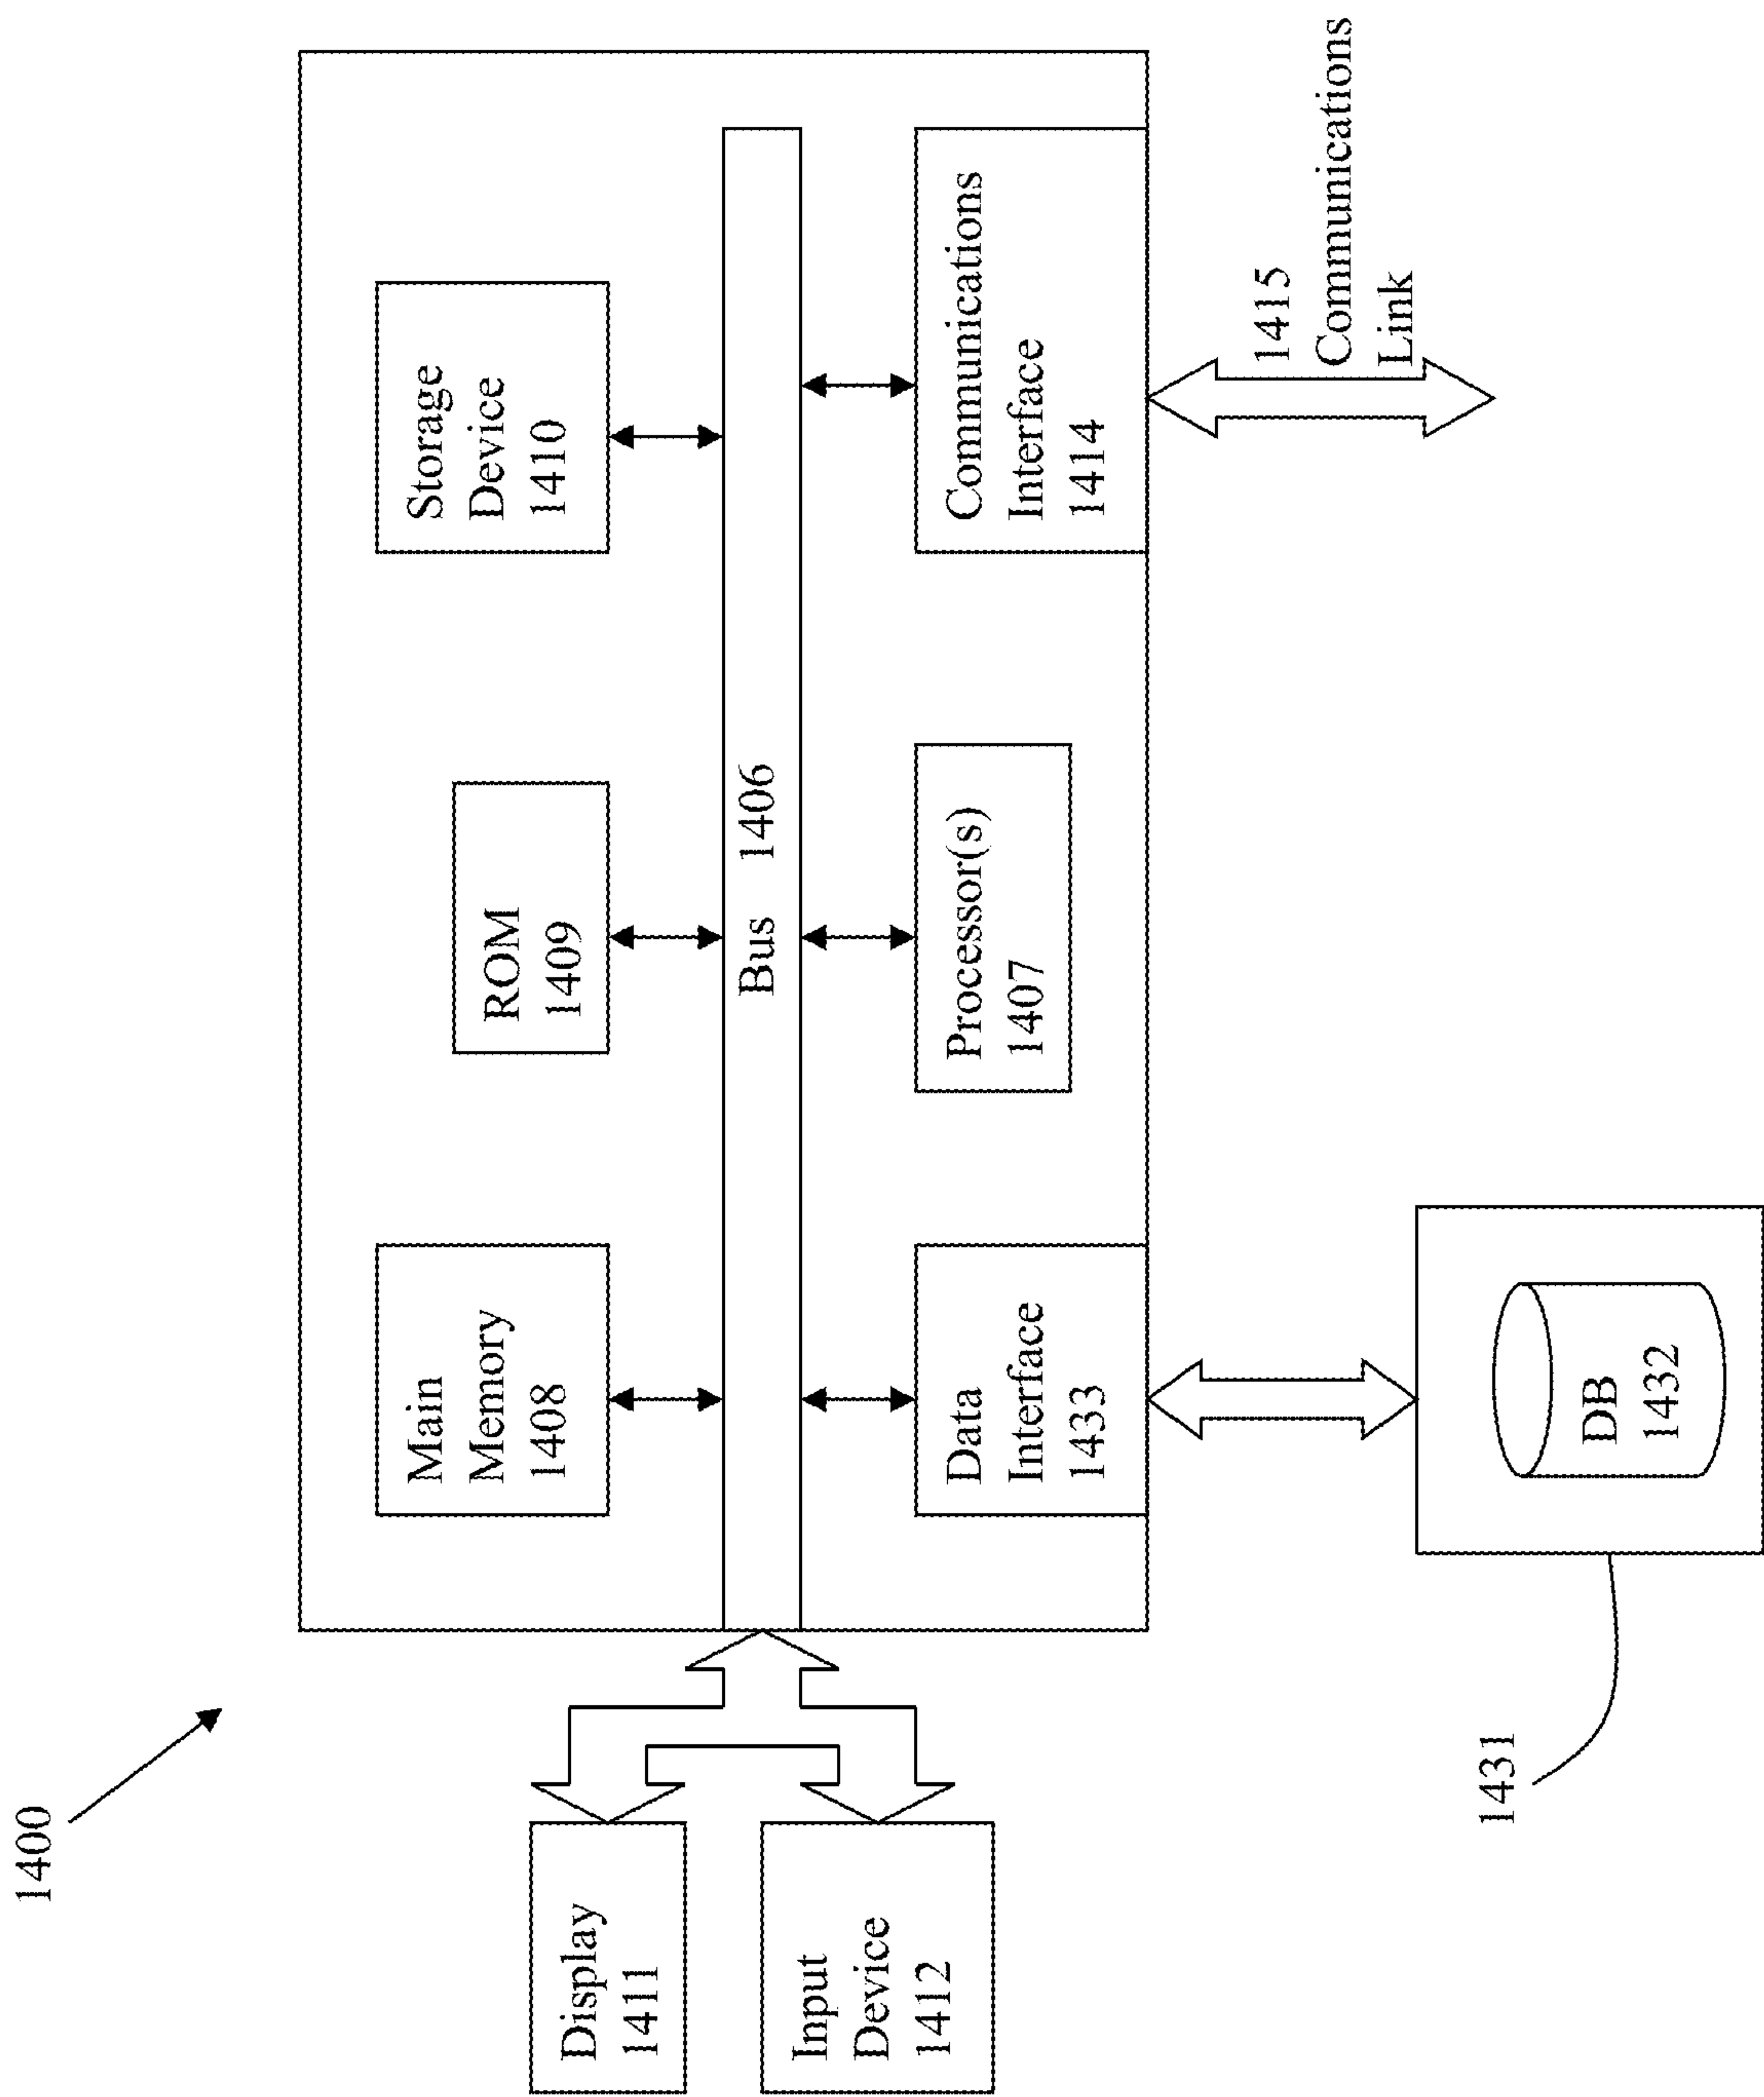 1400
Display
1411
Input
Device
1412
Main
Memory
1408
ROM
1409
Storage
Device
1410
Bus 1406
Data
Interface
1433
Processor(s)
1407
Communications
Interface
1414
1415
Communications
Link
DB
1432
1431